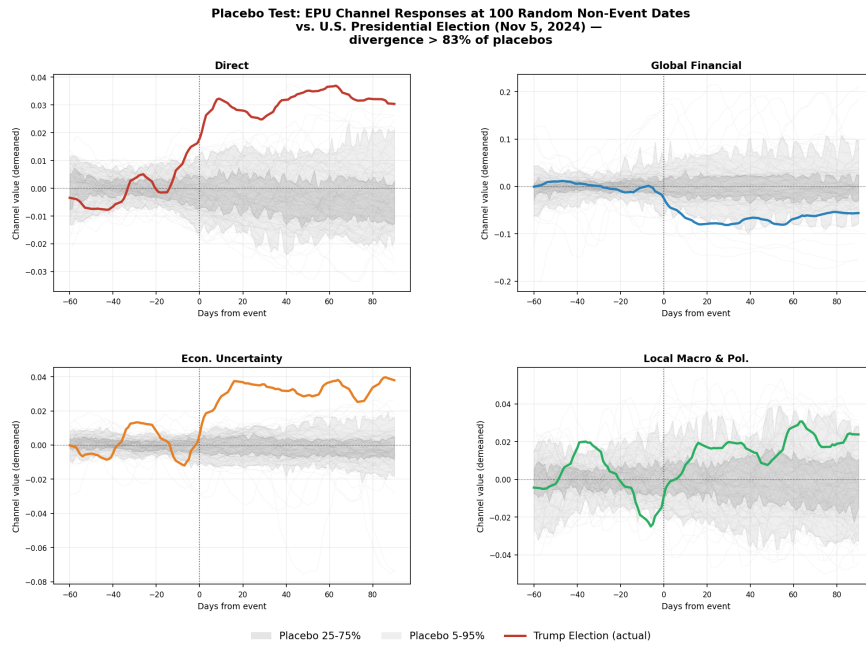 Placebo Test: EPU Channel Responses at 100 Random Non-Event Dates
vs. U.S. Presidential Election (Nov 5, 2024) —
divergence > 83% of placebos
Direct
Channel value (demeaned)
0.04
0.03
0.02
0.01
0.00
−0.01
−0.02
−0.03
−60 −40 −20 0 20 40 60 80
Days from event
Global Financial
Channel value (demeaned)
0.2
0.1
0.0
−0.1
−0.2
−60 −40 −20 0 20 40 60 80
Days from event
Econ. Uncertainty
Channel value (demeaned)
0.04
0.02
0.00
−0.02
−0.04
−0.06
−0.08
−60 −40 −20 0 20 40 60 80
Days from event
Local Macro & Pol.
Channel value (demeaned)
0.04
0.02
0.00
−0.02
−0.04
−60 −40 −20 0 20 40 60 80
Days from event
Placebo 25-75%
Placebo 5-95%
Trump Election (actual)